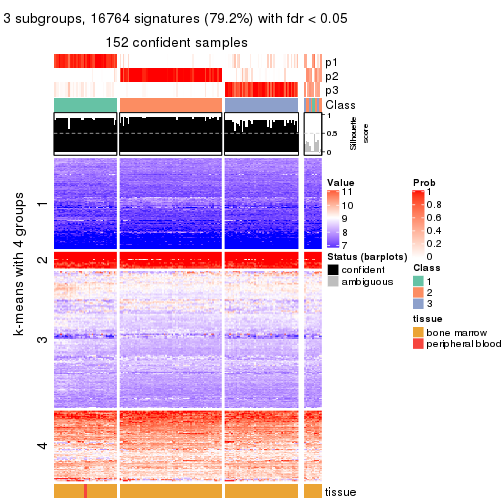 3 subgroups, 16764 signatures (79.2%) with fdr < 0.05
152 confident samples
p1
p2
p3
Class
1
0.5
0
Silhouette
score
k-means with 4 groups
1
2
3
4
tissue
Value
11
10
9
8
7
Status (barplots)
confident
ambiguous
Prob
1
0.8
0.6
0.4
0.2
0
Class
1
2
3
tissue
bone marrow
peripheral blood